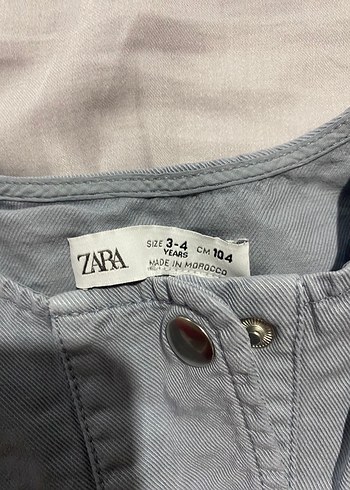 ZARA
SIZE 3-4 CM 104
YEARS
MADE IN MOROCCO